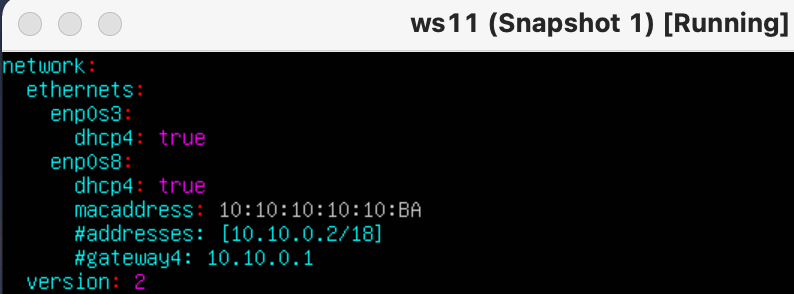 ws11 (Snapshot 1) [Running]
network:
  ethernets:
    enp0s3:
      dhcp4: true
    enp0s8:
      dhcp4: true
      macaddress: 10:10:10:10:10:BA
      #addresses: [10.10.0.2/18]
      #gateway4: 10.10.0.1
  version: 2